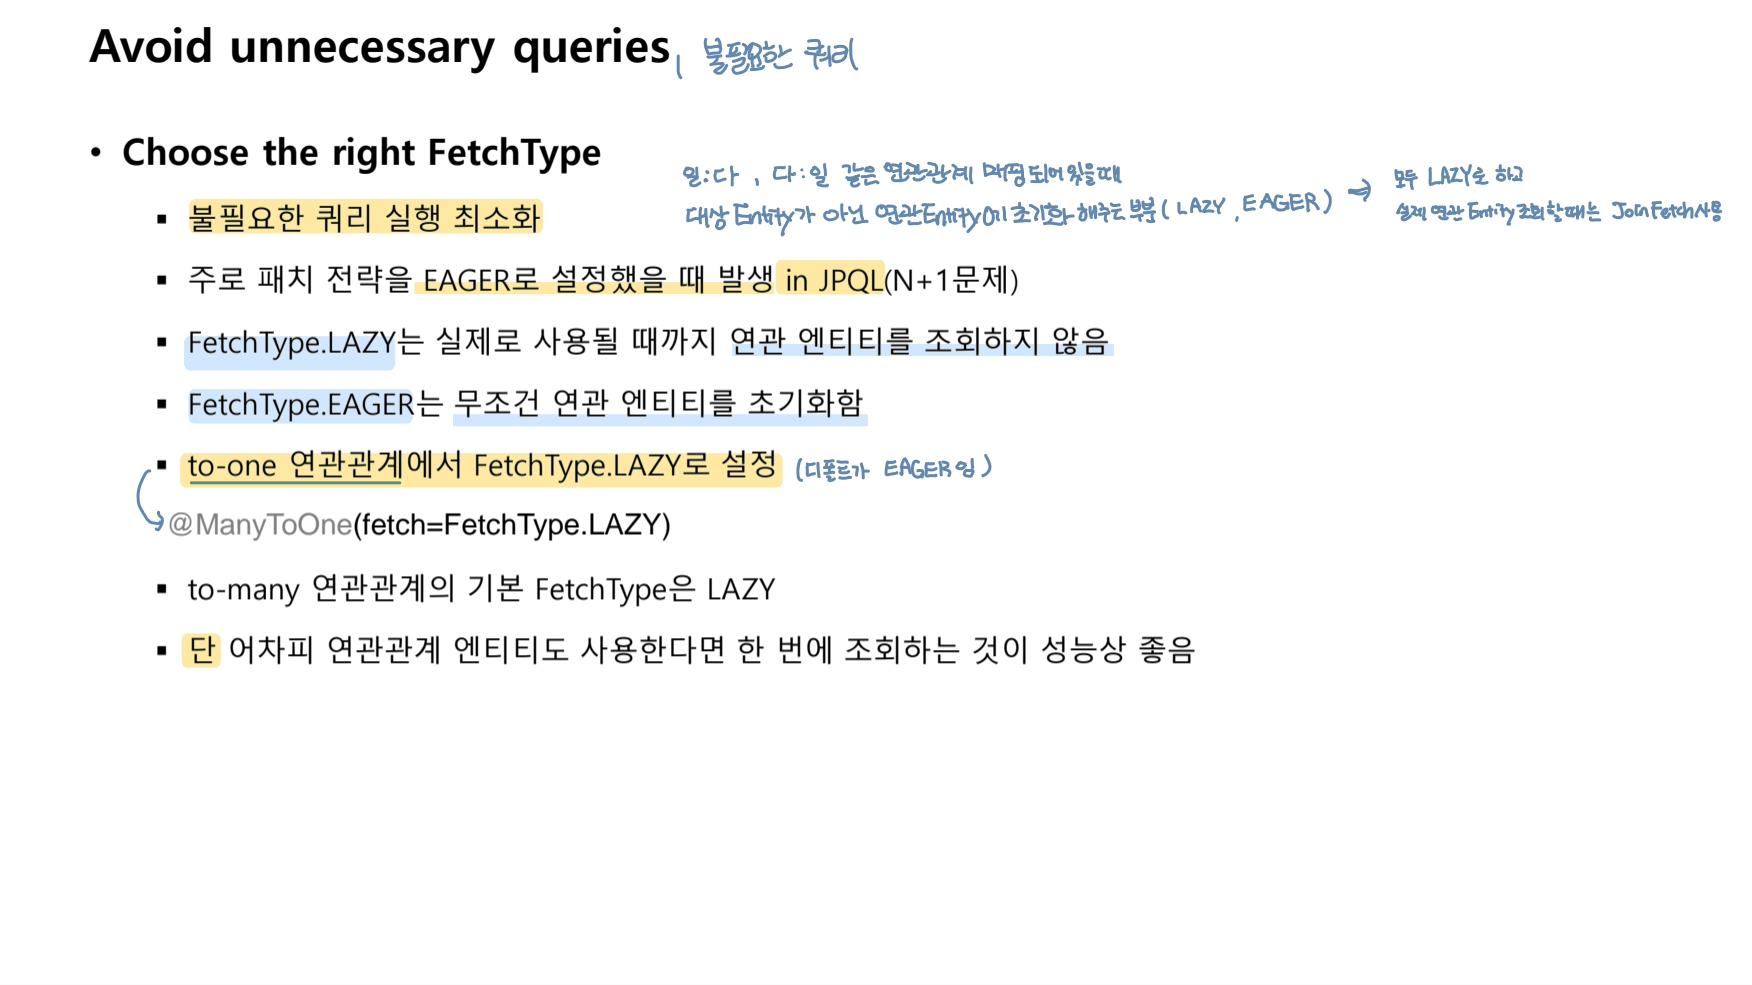 Avoid unnecessary queries, 불필요한 쿼리
• Choose the right FetchType
일:다, 다:일 같은 연관관계 매핑되어 있을때
대상 Entity가 아닌 연관Entity에 초기화 해주는 부분 (LAZY, EAGER) →
모두 LAZY로 하고
실제 연관 Entity 조회할때는 Join Fetch 사용
▪ 불필요한 쿼리 실행 최소화
▪ 주로 패치 전략을 EAGER로 설정했을 때 발생 in JPQL(N+1문제)
▪ FetchType.LAZY는 실제로 사용될 때까지 연관 엔티티를 조회하지 않음
▪ FetchType.EAGER는 무조건 연관 엔티티를 초기화함
▪ to-one 연관관계에서 FetchType.LAZY로 설정 (디폴트가 EAGER임)
@ManyToOne(fetch=FetchType.LAZY)
▪ to-many 연관관계의 기본 FetchType은 LAZY
▪ 단 어차피 연관관계 엔티티도 사용한다면 한 번에 조회하는 것이 성능상 좋음